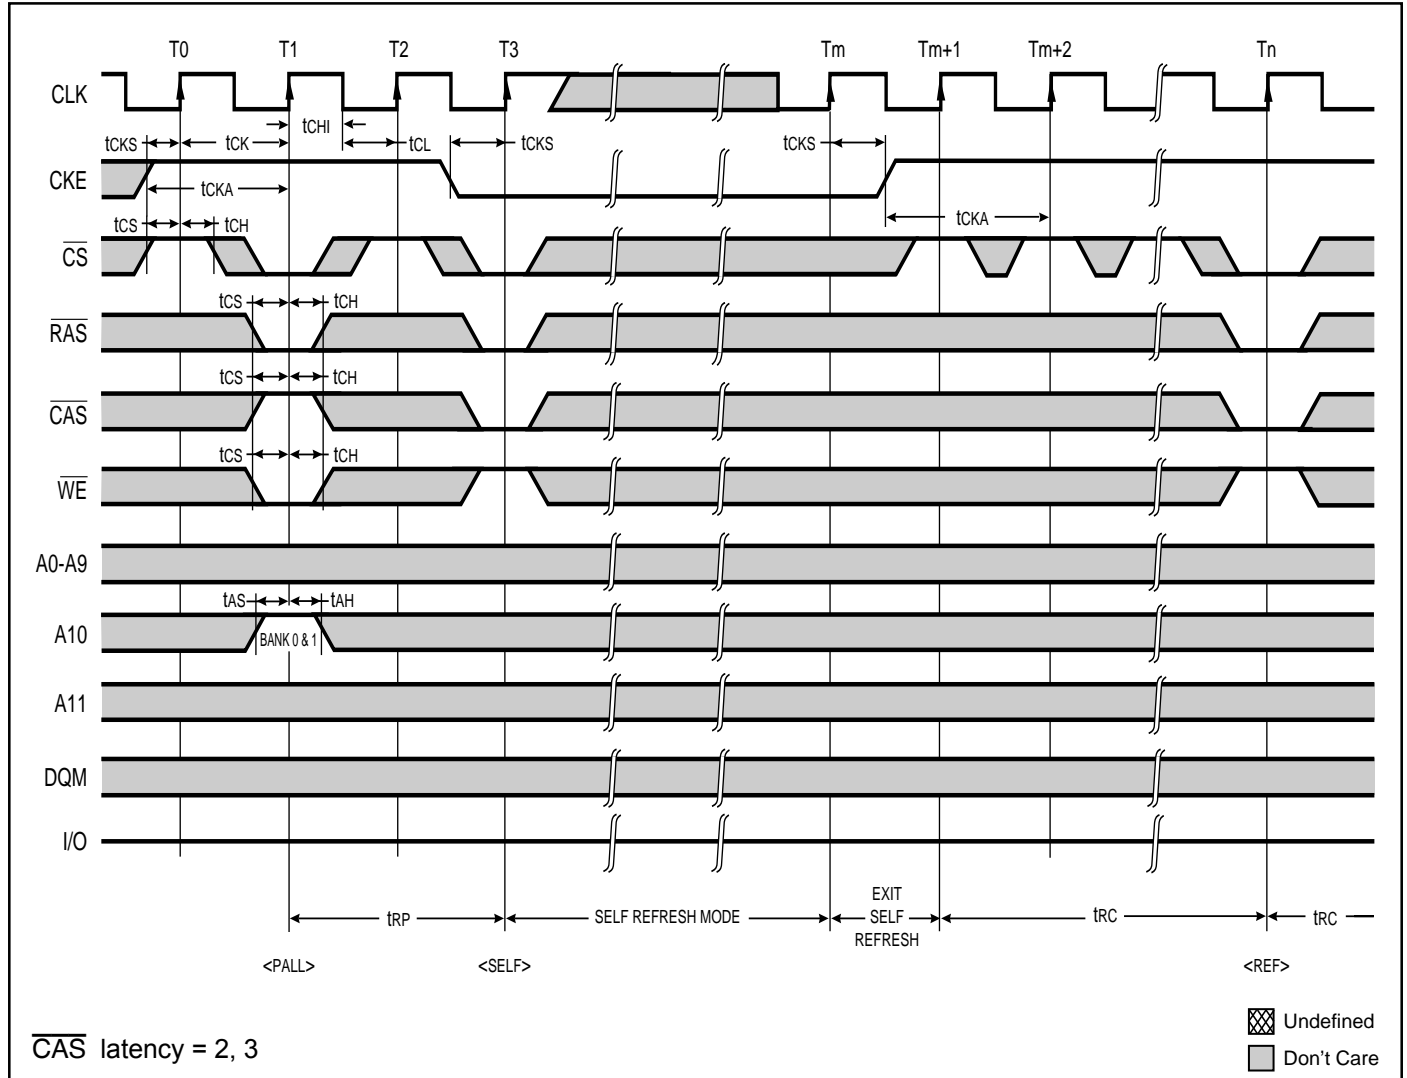 T0 T1 T2 T3 Tm Tm+1 Tm+2 Tn
CLK
tCHI
tCKS tCK tCL tCKS tCKS
CKE
tCKA
tCKA
tCS tCH
CS
tCS tCH
RAS
tCS tCH
CAS
tCS tCH
WE
A0-A9
tAS tAH
A10 BANK 0 & 1
A11
DQM
I/O
tRP SELF REFRESH MODE EXIT SELF REFRESH tRC tRC
<PALL> <SELF> <REF>
Undefined
CAS latency = 2, 3
Don't Care